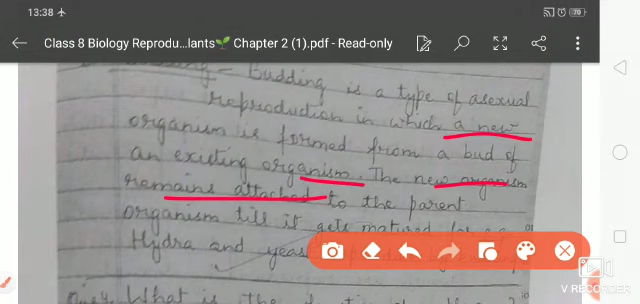 13:38
79
Class 8 Biology Reprodu...lants🌱 Chapter 2 (1).pdf - Read-only
Budding is a type of asexual
reproduction in which a new
organism is formed from a bud of
an existing organism. The new organism
remains attached to the parent
organism till it gets matured
Hydra and yeast
What is the
V RECORDER